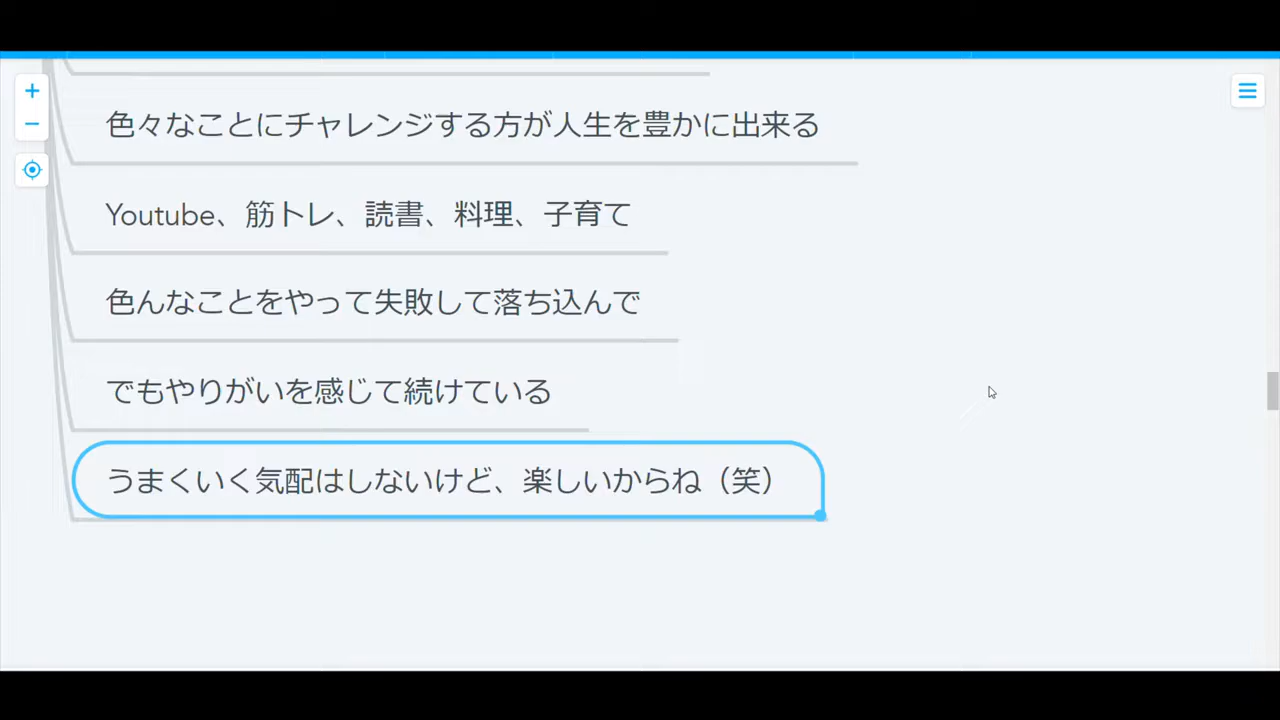 色々なことにチャレンジする方が人生を豊かに出来る
Youtube、筋トレ、読書、料理、子育て
色んなことをやって失敗して落ち込んで
でもやりがいを感じて続けている
うまくいく気配はしないけど、楽しいからね（笑）